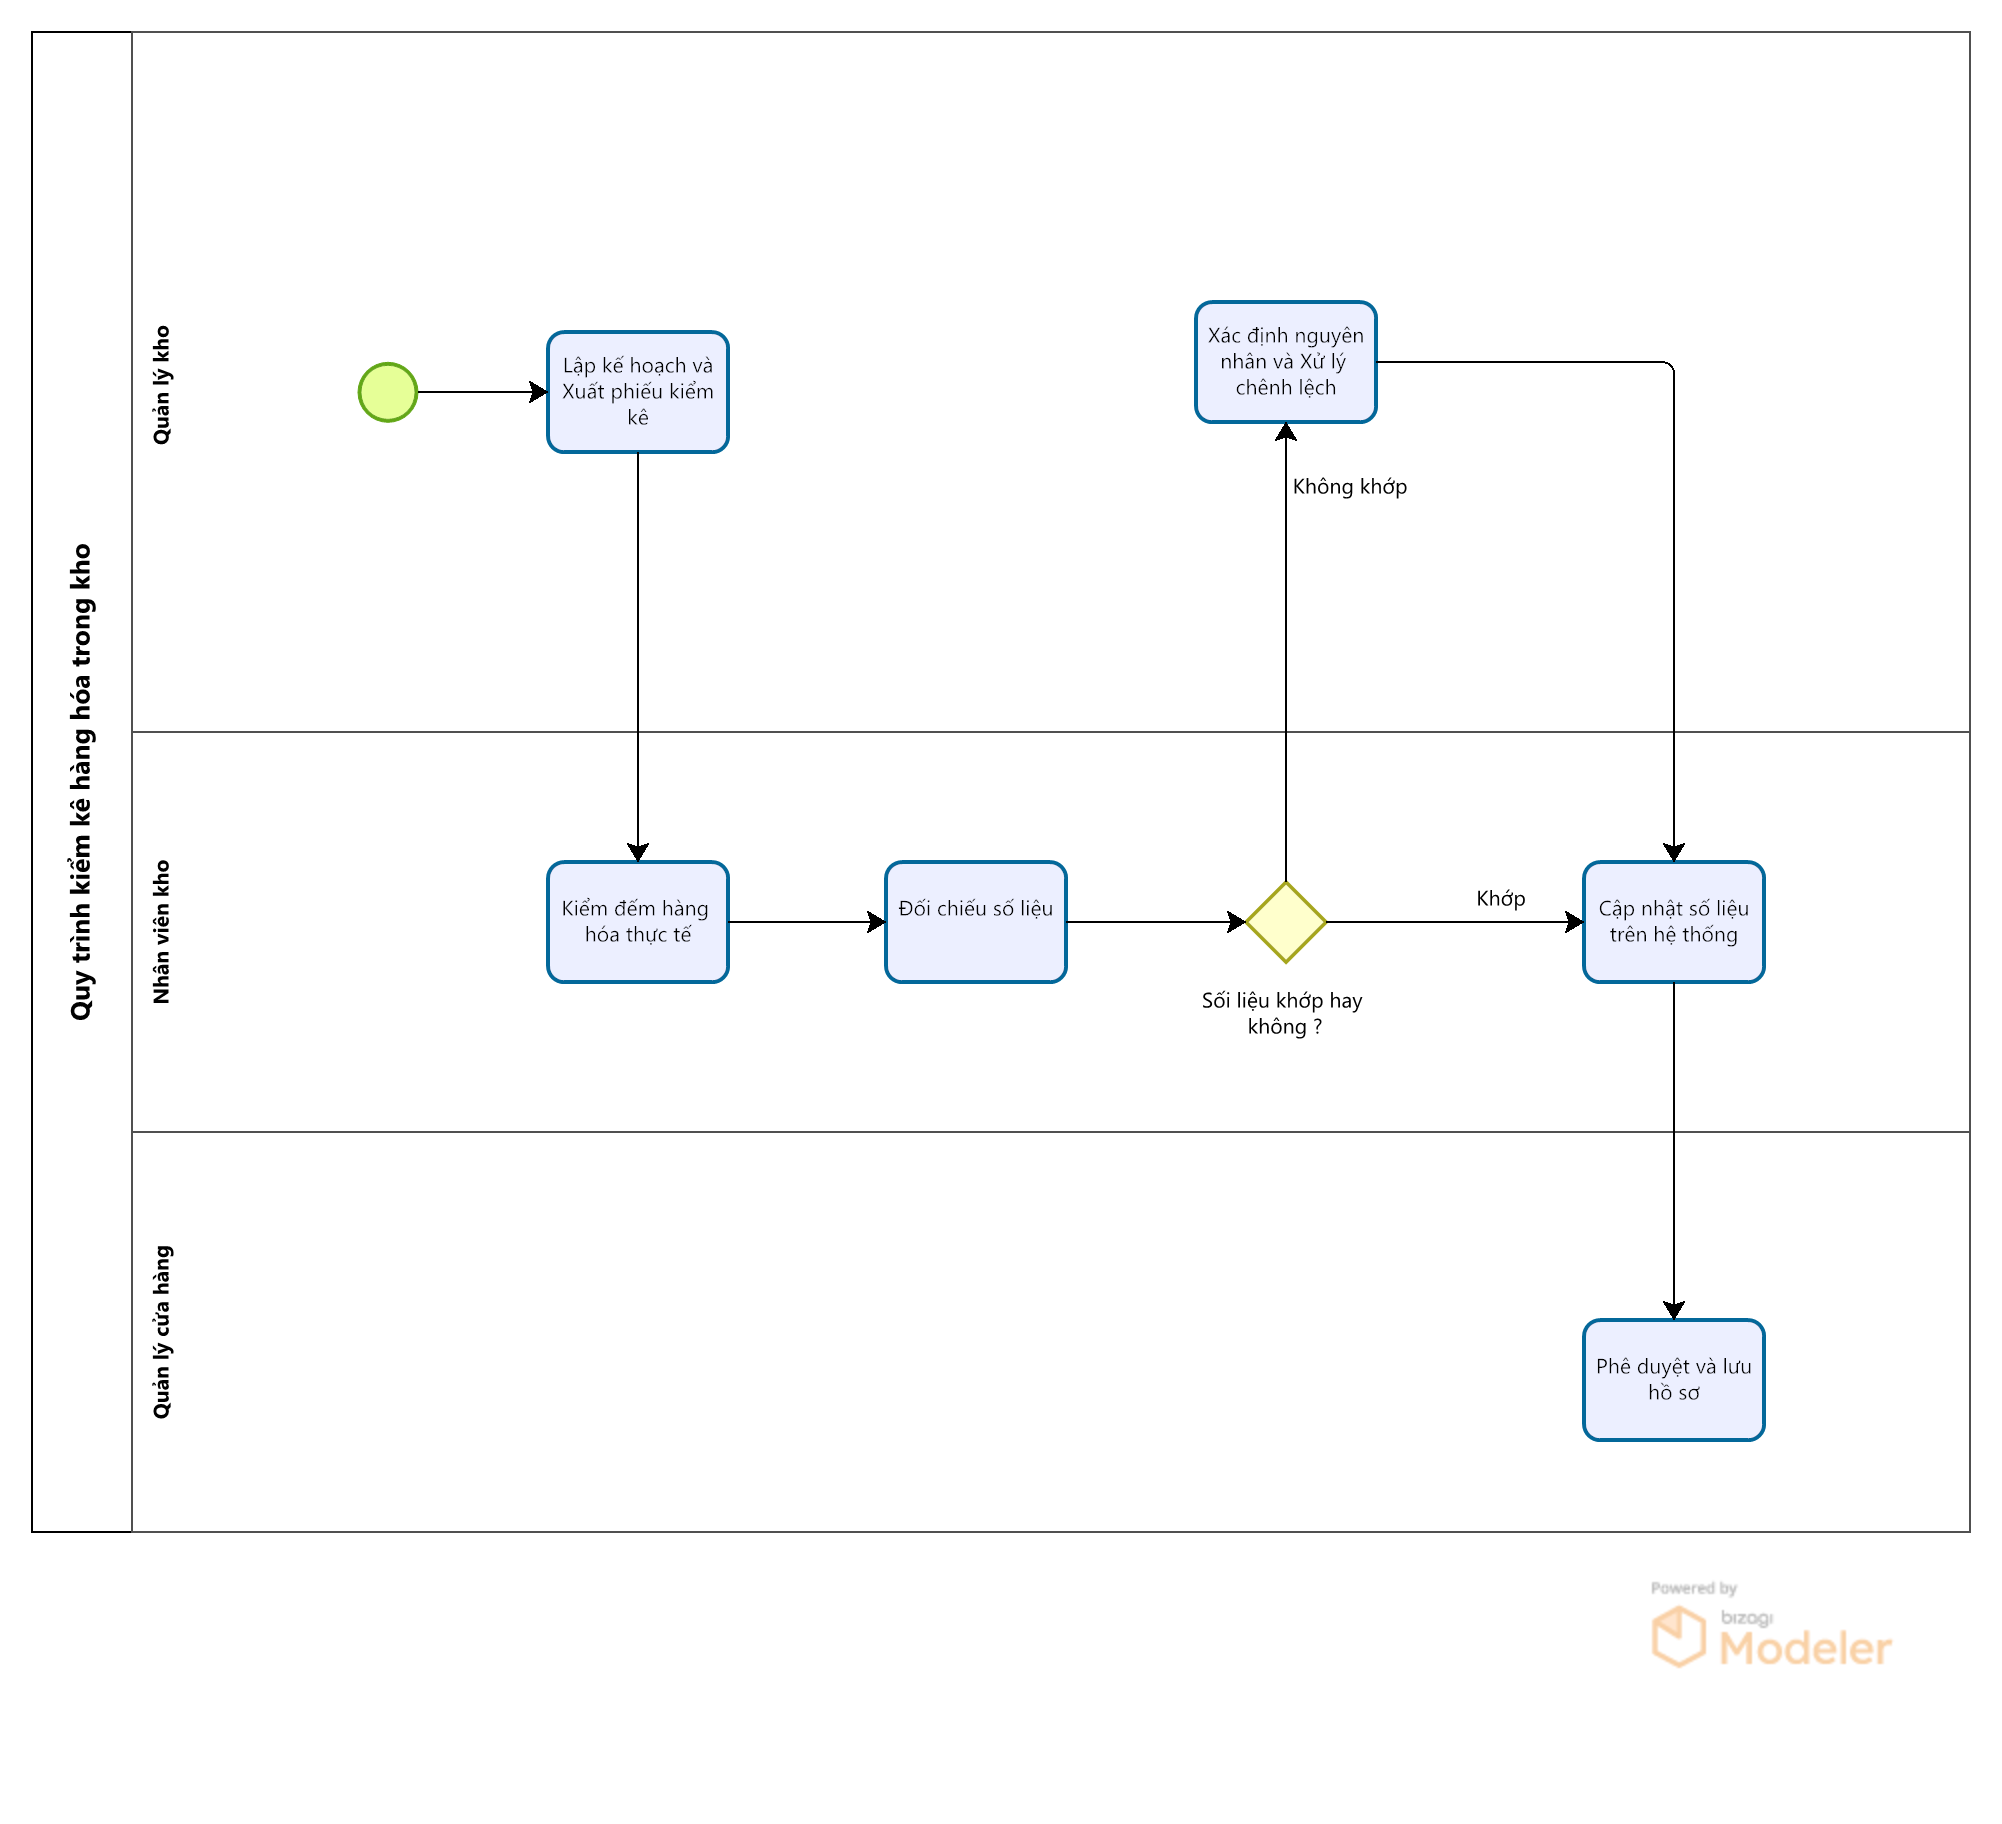 Quy trình kiểm kê hàng hóa trong kho
Quản lý kho
Lập kế hoạch và
Xuất phiếu kiểm
kê
Xác định nguyên
nhân và Xử lý
chênh lệch
Không khớp
Nhân viên kho
Kiểm đếm hàng
hóa thực tế
Đối chiếu số liệu
Sối liệu khớp hay
không ?
Khớp
Cập nhật số liệu
trên hệ thống
Quản lý cửa hàng
Phê duyệt và lưu
hồ sơ
Powered by
bizagi
Modeler